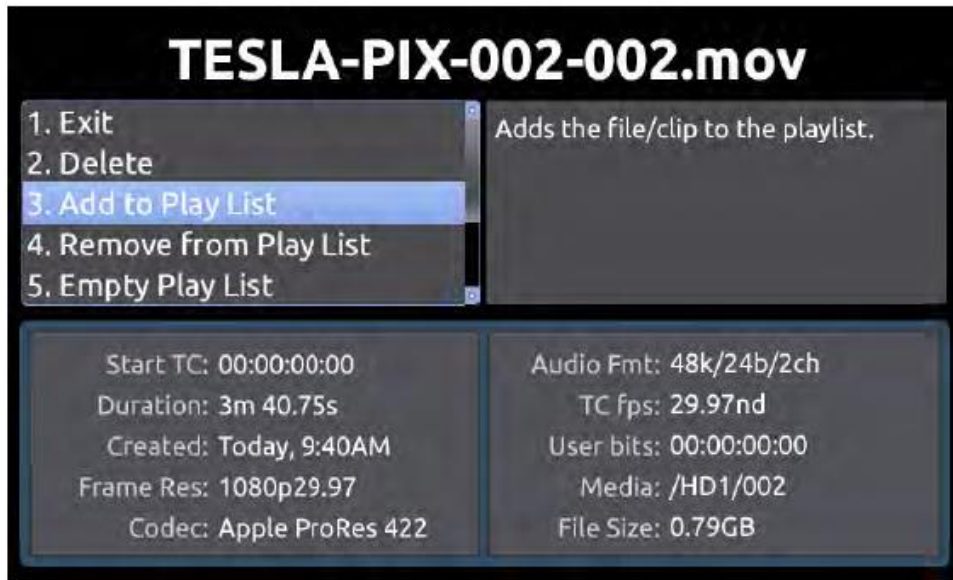 TESLA-PIX-002-002.mov
1. Exit
2. Delete
3. Add to Play List
4. Remove from Play List
5. Empty Play List
Adds the file/clip to the playlist.
Start TC: 00:00:00:00
Duration: 3m 40.75s
Created: Today, 9:40AM
Frame Res: 1080p29.97
Codec: Apple ProRes 422
Audio Fmt: 48k/24b/2ch
TC fps: 29.97nd
User bits: 00:00:00:00
Media: /HD1/002
File Size: 0.79GB